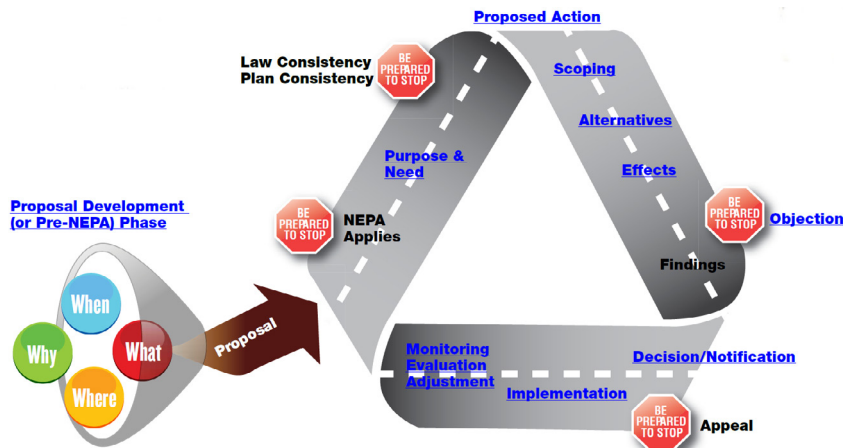 Proposed Action
Law Consistency
Plan Consistency
BE
PREPARED
TO STOP
Scoping
Alternatives
Purpose &
Need
Effects
Proposal Development
(or Pre-NEPA) Phase
BE
PREPARED
TO STOP
NEPA
Applies
BE
PREPARED
TO STOP
Objection
Findings
When
Why
What
Where
Proposal
Monitoring
Evaluation
Adjustment
Decision/Notification
Implementation
BE
PREPARED
TO STOP
Appeal